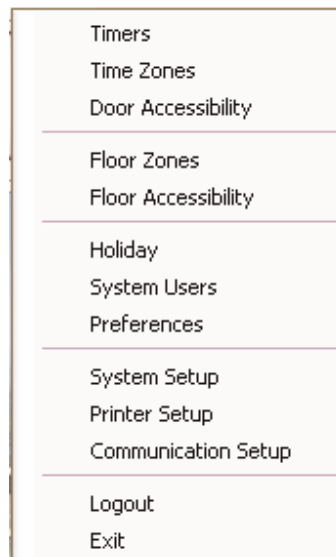 Timers
Time Zones
Door Accessibility
Floor Zones
Floor Accessibility
Holiday
System Users
Preferences
System Setup
Printer Setup
Communication Setup
Logout
Exit